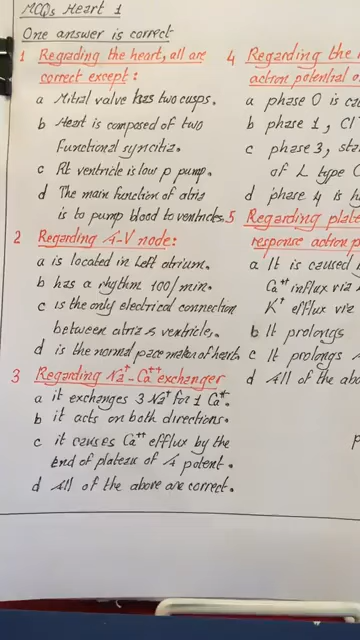 MCQs Heart 1
One answer is correct
1 Regarding the heart, all are
correct except:
a Mitral valve has two cusps.
b Heart is composed of two
Functional syncitia.
c Rt ventricle is low p pump.
d The main function of atria
is to pump blood to ventricles.
2 Regarding A-V node:
a is located in Left atrium.
b has a rhythm 100/min.
c is the only electrical connection
between atria & ventricles.
d is the normal pace maker of heart.
3 Regarding Na+-Ca++ exchanger
a it exchanges 3 Na+ for 1 Ca+.
b it acts on both directions.
c it causes Ca++ efflux by the
end of plateau of A potent.
d All of the above are correct.
4 Regarding the
action potential
a phase 0 is
b phase 1, Cl
c phase 3,
of L type
d phase 4 is
5 Regarding
response action
a It is caused
Ca++ influx via
K+ efflux via
b It prolongs
c It prolongs
d All of the